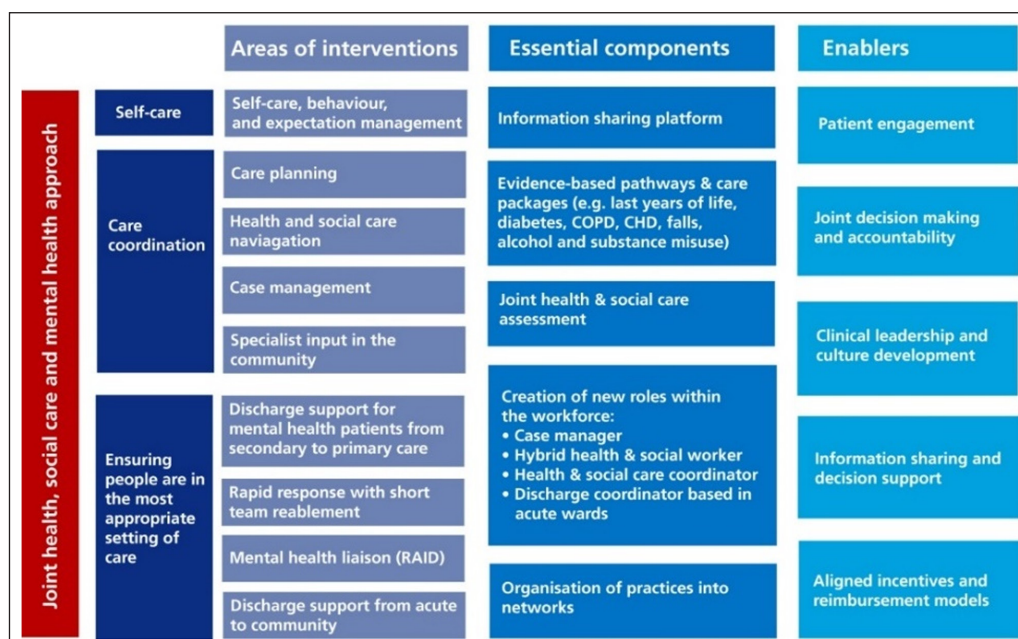 Areas of interventions
Essential components
Enablers
Joint health, social care and mental health approach
Self-care
Self-care, behaviour,
and expectation management
Care
coordination
Care planning
Health and social care
naviagation
Case management
Specialist input in the
community
Ensuring
people are in
the most
appropriate
setting of
care
Discharge support for
mental health patients from
secondary to primary care
Rapid response with short
team reablement
Mental health liaison (RAID)
Discharge support from acute
to community
Information sharing platform
Evidence-based pathways & care
packages (e.g. last years of life,
diabetes, COPD, CHD, falls,
alcohol and substance misuse)
Joint health & social care
assessment
Creation of new roles within
the workforce:
• Case manager
• Hybrid health & social worker
• Health & social care coordinator
• Discharge coordinator based in
acute wards
Organisation of practices into
networks
Patient engagement
Joint decision making
and accountability
Clinical leadership and
culture development
Information sharing and
decision support
Aligned incentives and
reimbursement models